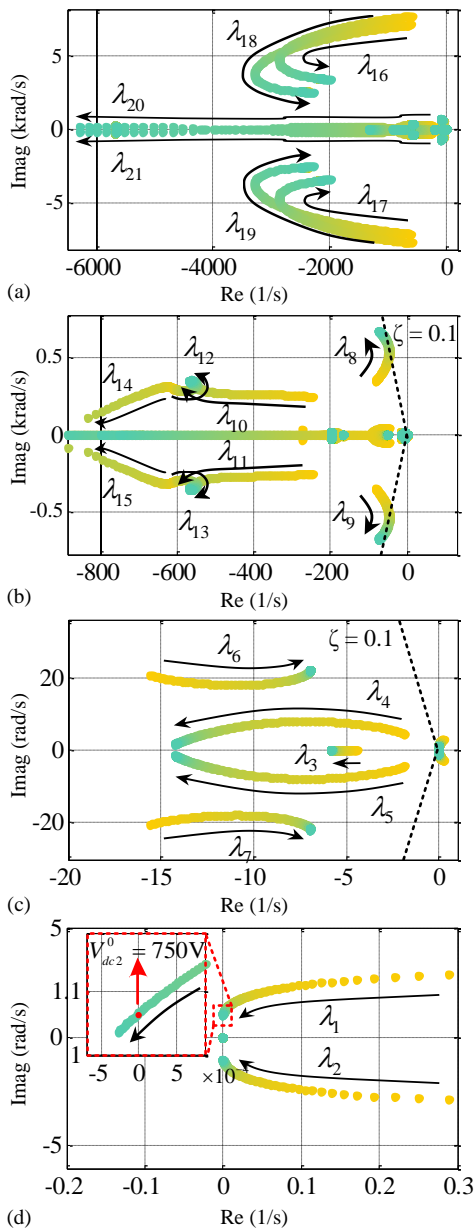 5
0
-5
Imag (krad/s)
λ18
λ16
λ20
λ21
λ17
λ19
-6000
-4000
-2000
0
Re (1/s)
(a)
0.5
0
-0.5
Imag (krad/s)
ζ = 0.1
λ14
λ12
λ8
λ10
λ11
λ15
λ13
λ9
-800
-600
-400
-200
0
Re (1/s)
(b)
20
0
-20
Imag (rad/s)
ζ = 0.1
λ6
λ4
λ3
λ5
λ7
-20
-15
-10
-5
0
Re (1/s)
(c)
5
0
-5
Imag (rad/s)
V⁰dc2 = 750V
1.1
1
-5
0
5
×10
λ1
λ2
-0.2
-0.1
0
0.1
0.2
0.3
Re (1/s)
(d)